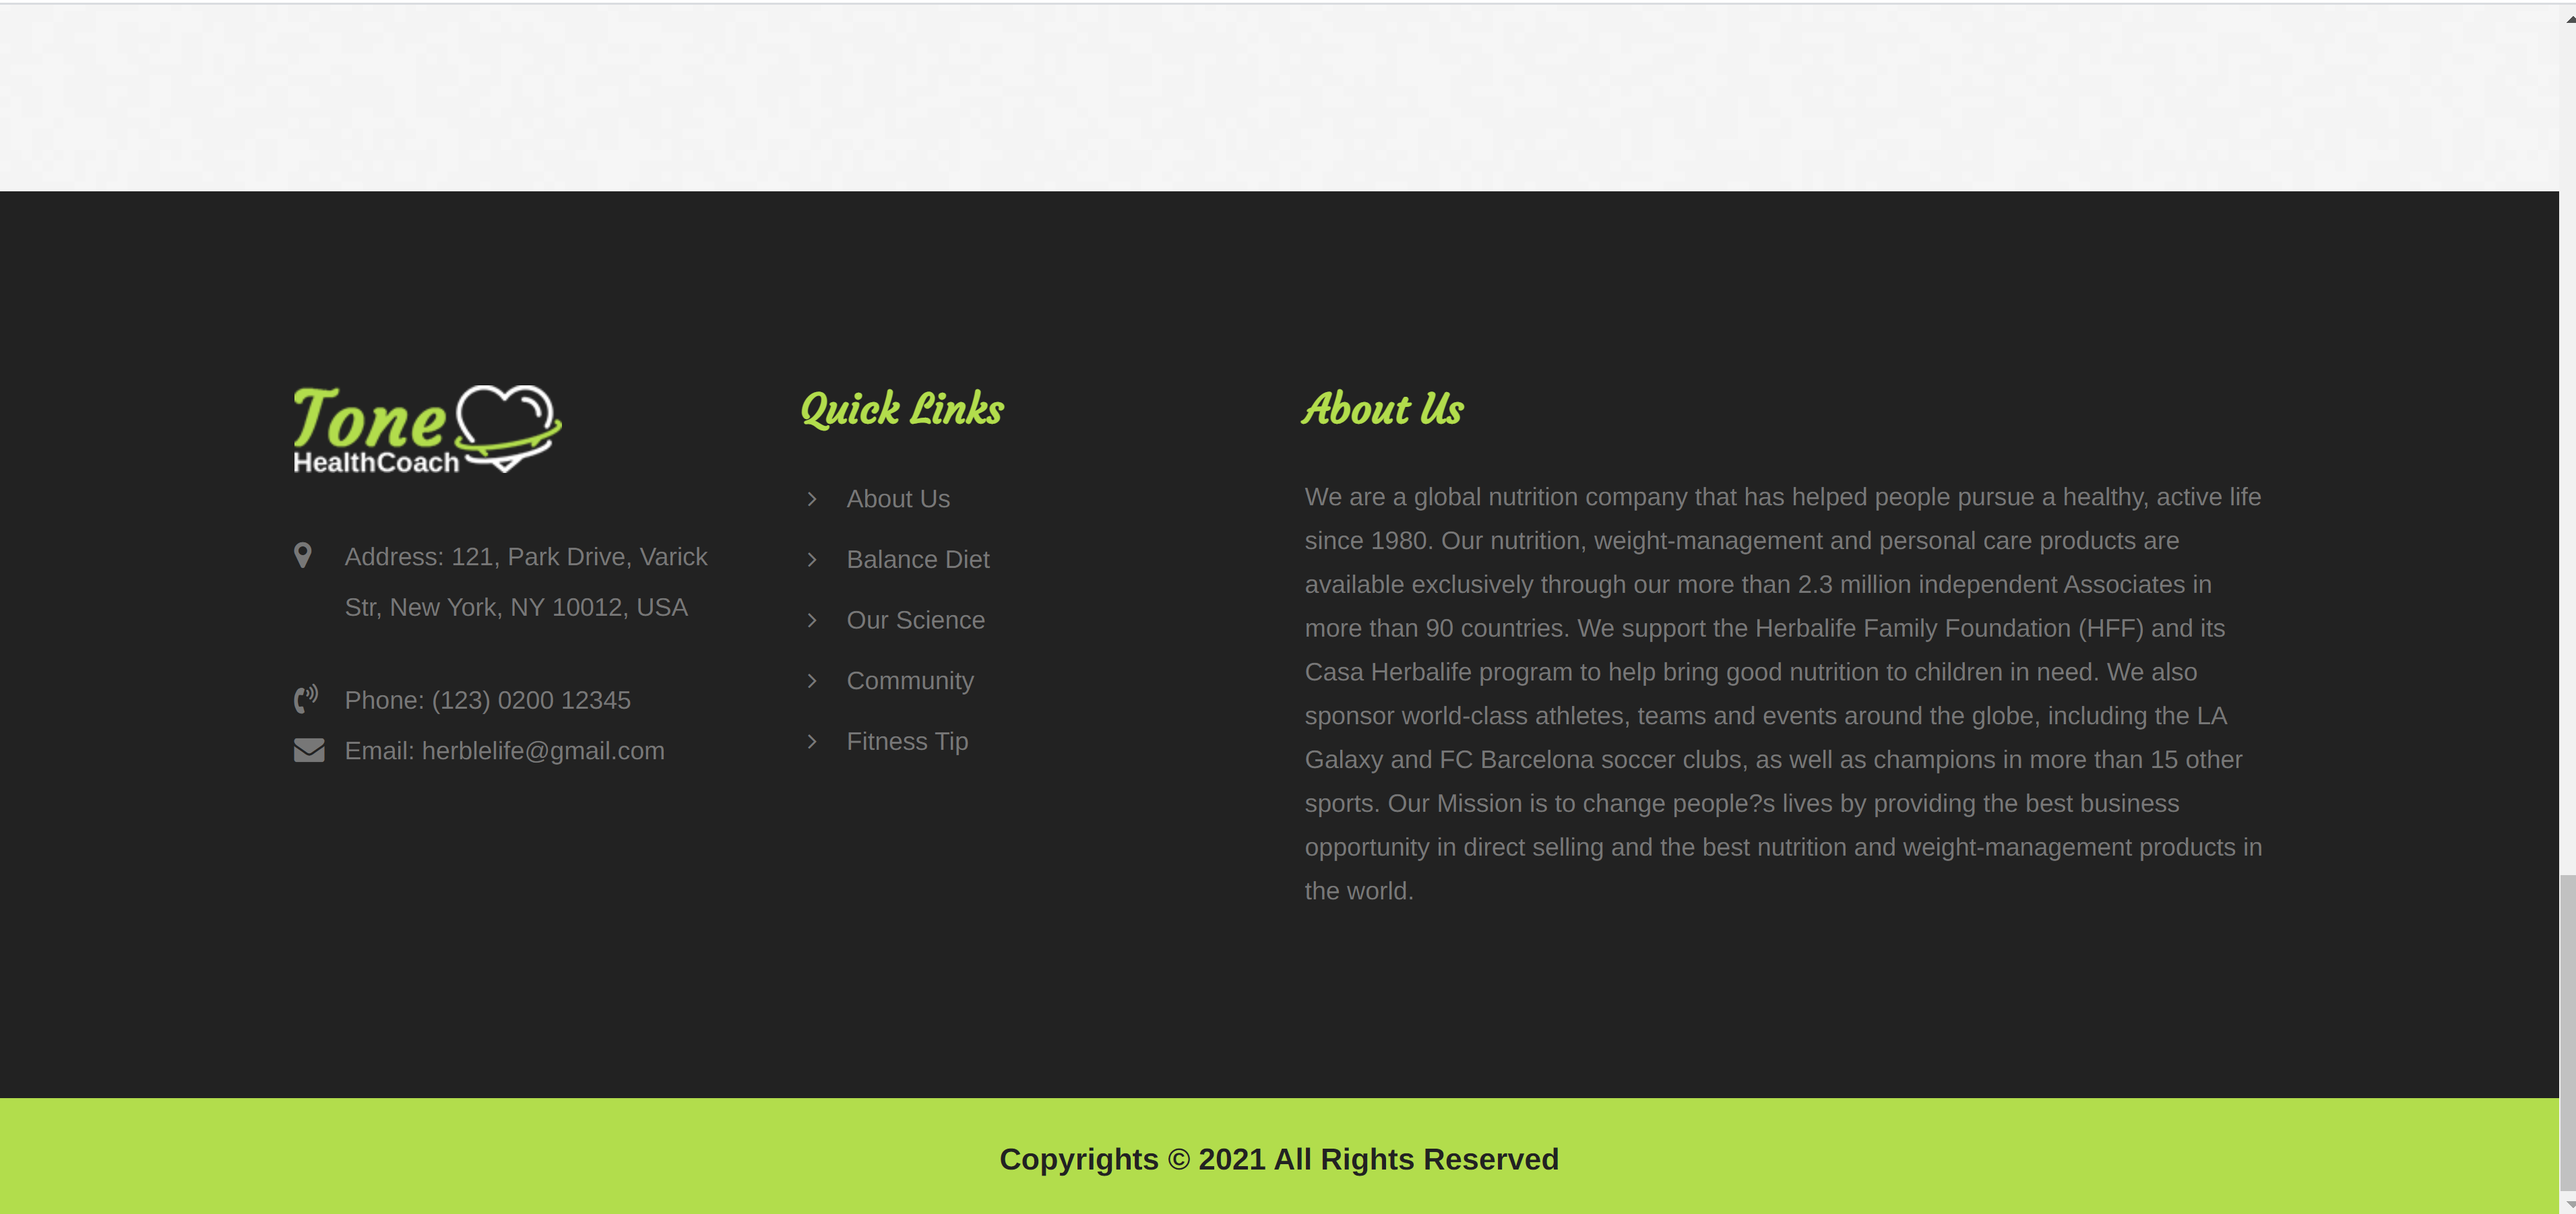 Tone
HealthCoach
Address: 121, Park Drive, Varick
Str, New York, NY 10012, USA
Phone: (123) 0200 12345
Email: herblelife@gmail.com
Quick Links
About Us
Balance Diet
Our Science
Community
Fitness Tip
About Us
We are a global nutrition company that has helped people pursue a healthy, active life
since 1980. Our nutrition, weight-management and personal care products are
available exclusively through our more than 2.3 million independent Associates in
more than 90 countries. We support the Herbalife Family Foundation (HFF) and its
Casa Herbalife program to help bring good nutrition to children in need. We also
sponsor world-class athletes, teams and events around the globe, including the LA
Galaxy and FC Barcelona soccer clubs, as well as champions in more than 15 other
sports. Our Mission is to change people?s lives by providing the best business
opportunity in direct selling and the best nutrition and weight-management products in
the world.
Copyrights © 2021 All Rights Reserved